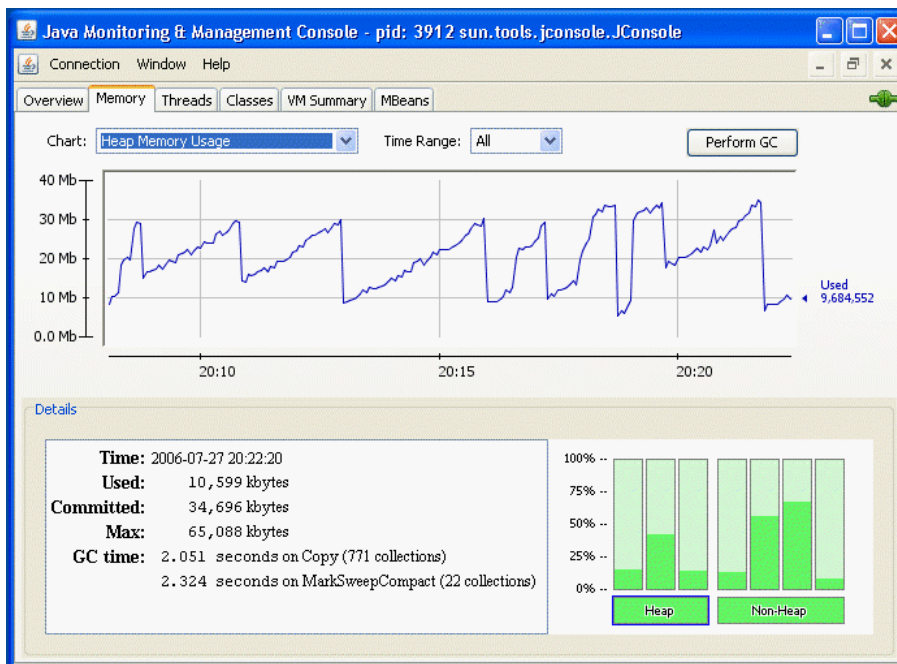 Java Monitoring & Management Console - pid: 3912 sun.tools.jconsole.JConsole
Connection Window Help
Overview Memory Threads Classes VM Summary MBeans
Chart: Heap Memory Usage Time Range: All Perform GC
40 Mb
30 Mb
20 Mb
10 Mb
0.0 Mb
Used
9,684,552
20:10 20:15 20:20
Details
Time: 2006-07-27 20:22:20
Used: 10,599 kbytes
Committed: 34,696 kbytes
Max: 65,088 kbytes
GC time: 2.051 seconds on Copy (771 collections)
2.324 seconds on MarkSweepCompact (22 collections)
100% --
75% --
50% --
25% --
0% --
Heap Non-Heap